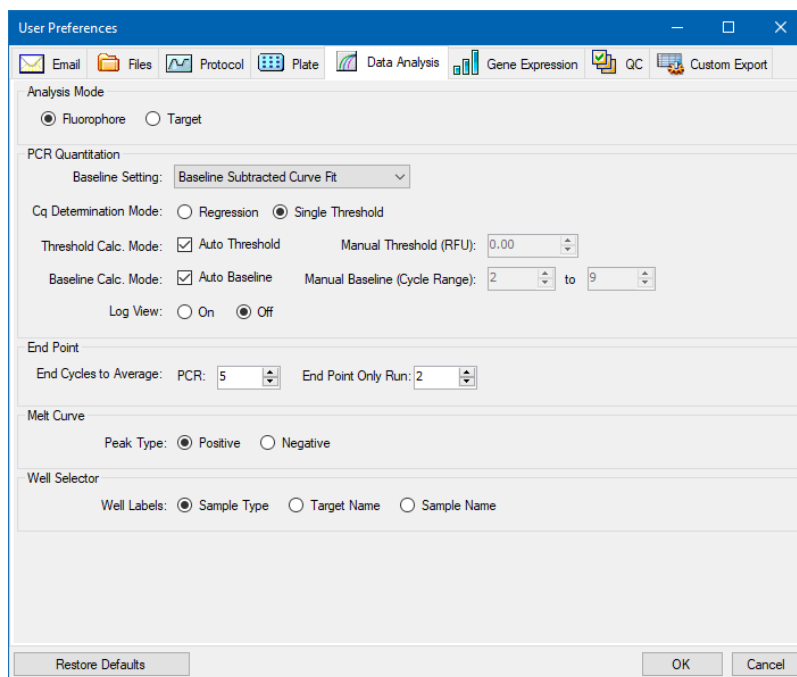 User Preferences
Email Files Protocol Plate Data Analysis Gene Expression QC Custom Export
Analysis Mode
Fluorophore Target
PCR Quantitation
Baseline Setting: Baseline Subtracted Curve Fit
Cq Determination Mode: Regression Single Threshold
Threshold Calc. Mode: Auto Threshold Manual Threshold (RFU): 0.00
Baseline Calc. Mode: Auto Baseline Manual Baseline (Cycle Range): 2 to 9
Log View: On Off
End Point
End Cycles to Average: PCR: 5 End Point Only Run: 2
Melt Curve
Peak Type: Positive Negative
Well Selector
Well Labels: Sample Type Target Name Sample Name
Restore Defaults OK Cancel